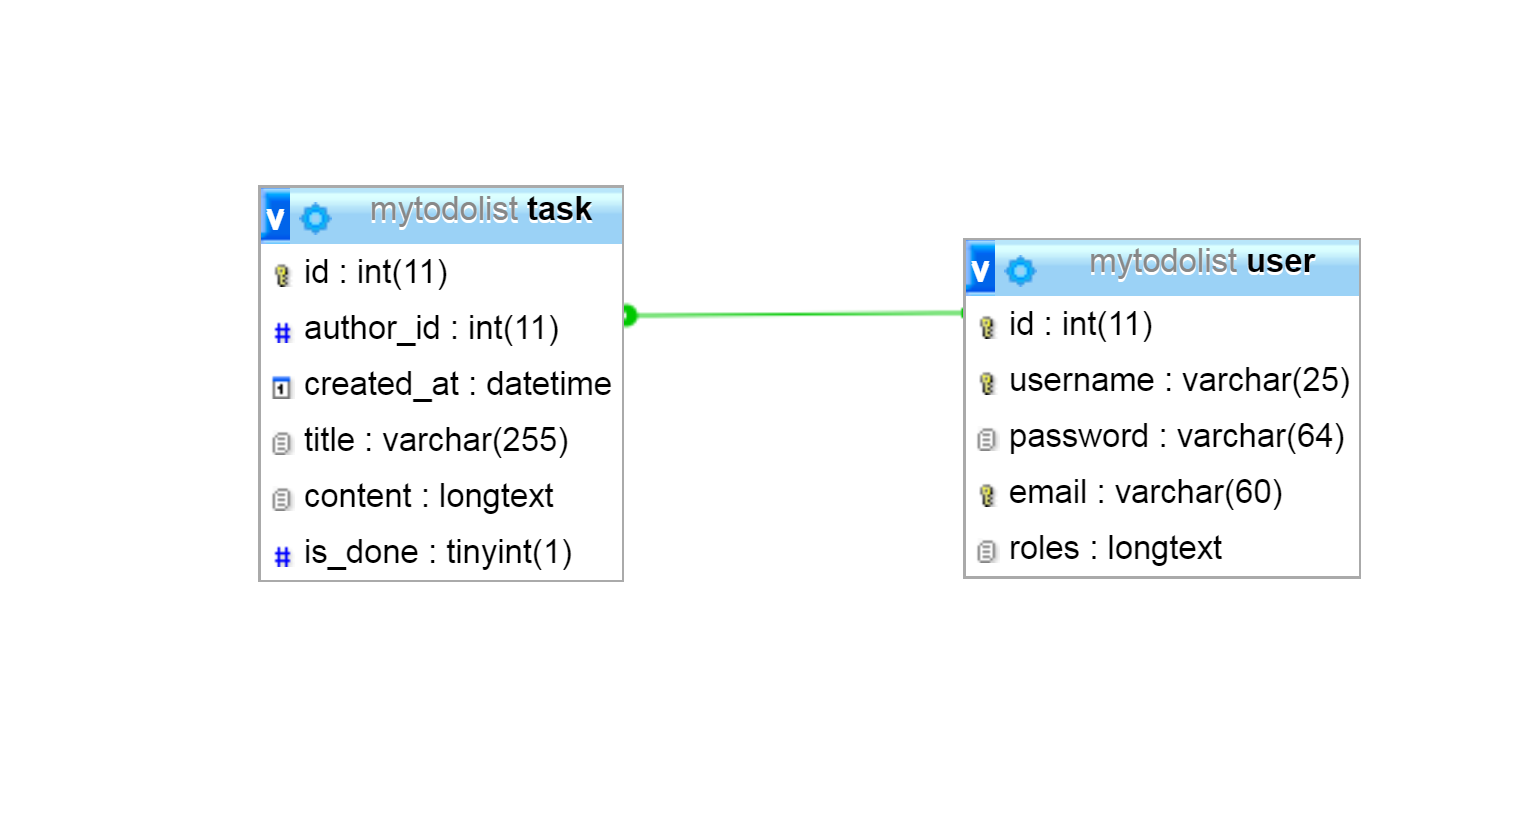 v mytodolist task
id : int(11)
author_id : int(11)
created_at : datetime
title : varchar(255)
content : longtext
is_done : tinyint(1)
v mytodolist user
id : int(11)
username : varchar(25)
password : varchar(64)
email : varchar(60)
roles : longtext